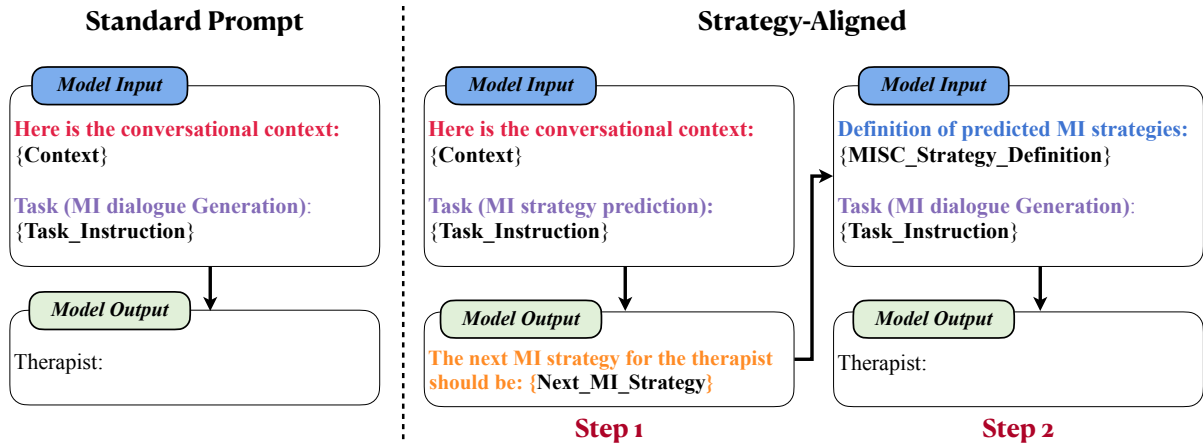 Standard Prompt
Model Input
Here is the conversational context:
{Context}
Task (MI dialogue Generation):
{Task_Instruction}
Model Output
Therapist:
Strategy-Aligned
Model Input
Here is the conversational context:
{Context}
Task (MI strategy prediction):
{Task_Instruction}
Model Output
The next MI strategy for the therapist
should be: {Next_MI_Strategy}
Step 1
Model Input
Definition of predicted MI strategies:
{MISC_Strategy_Definition}
Task (MI dialogue Generation):
{Task_Instruction}
Model Output
Therapist:
Step 2